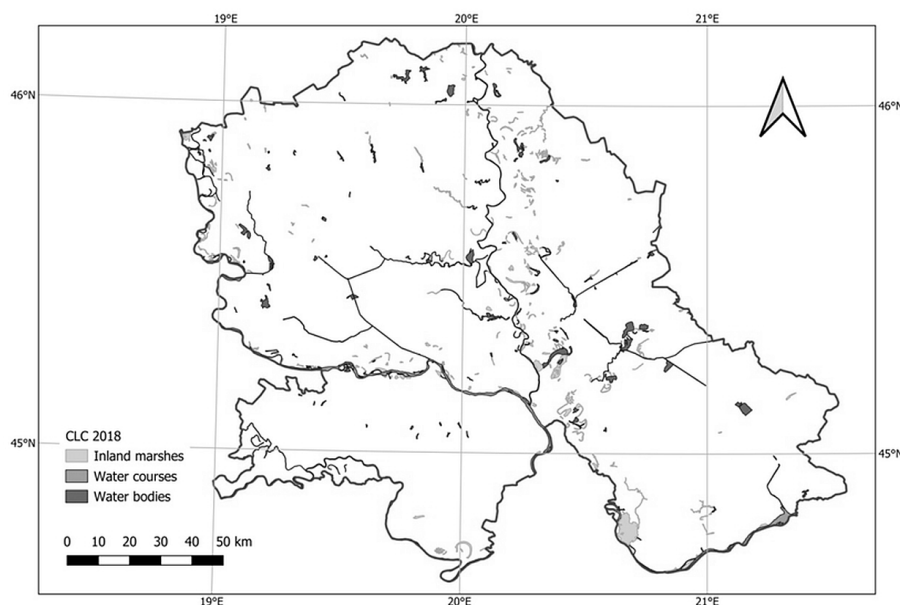 19°E 20°E 21°E
46°N 46°N
45°N 45°N
CLC 2018
Inland marshes
Water courses
Water bodies
0 10 20 30 40 50 km
19°E 20°E 21°E